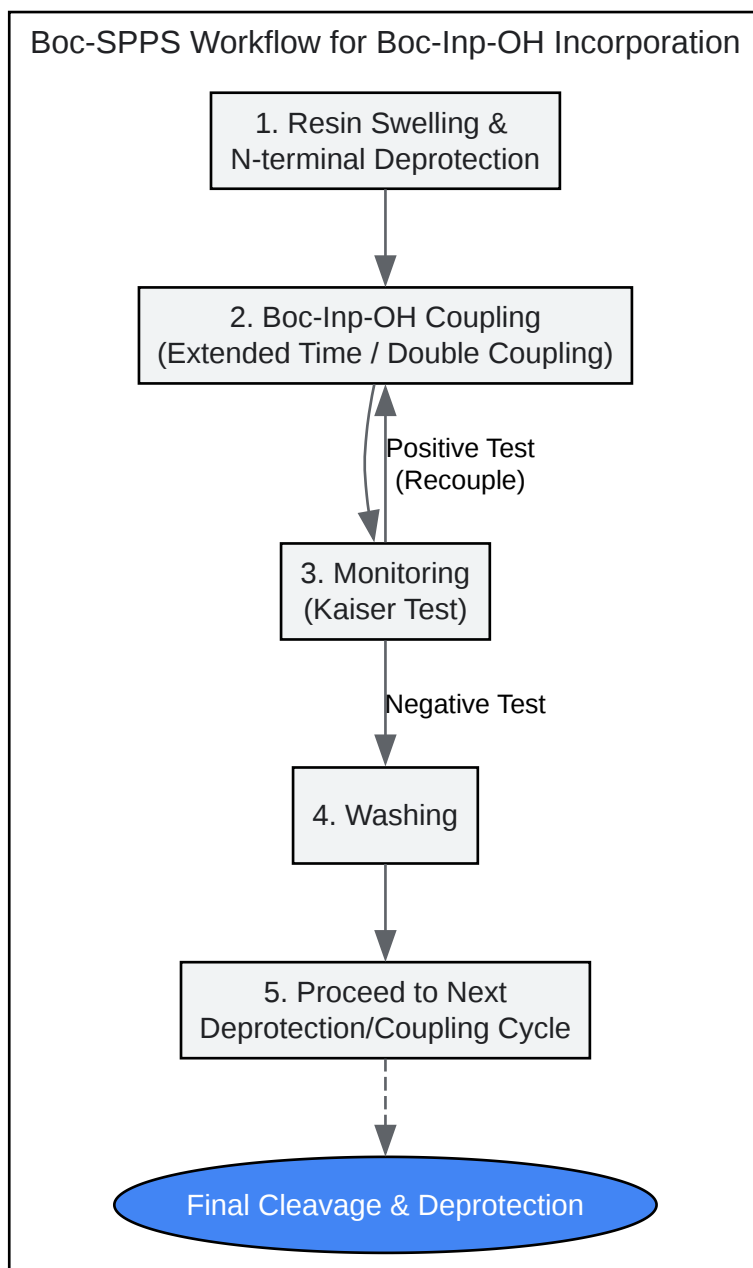 Boc-SPPS Workflow for Boc-Inp-OH Incorporation
1. Resin Swelling &
N-terminal Deprotection
2. Boc-Inp-OH Coupling
(Extended Time / Double Coupling)
Positive Test
(Recouple)
3. Monitoring
(Kaiser Test)
Negative Test
4. Washing
5. Proceed to Next
Deprotection/Coupling Cycle
Final Cleavage & Deprotection